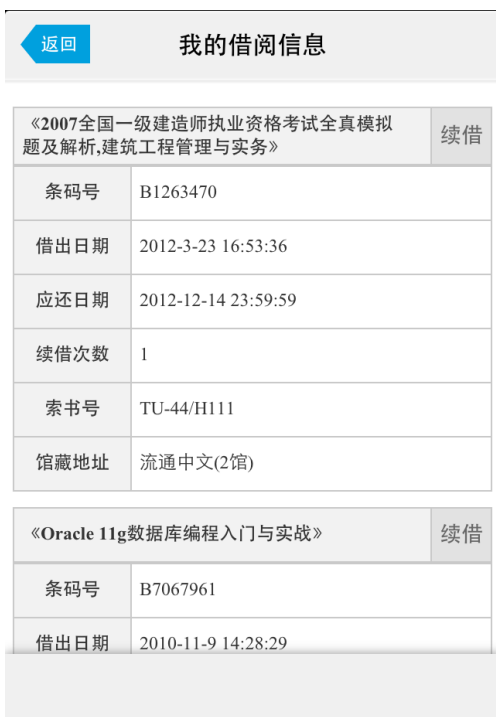 返回
我的借阅信息
《2007全国一级建造师执业资格考试全真模拟
题及解析,建筑工程管理与实务》
续借
条码号 B1263470
借出日期 2012-3-23 16:53:36
应还日期 2012-12-14 23:59:59
续借次数 1
索书号 TU-44/H111
馆藏地址 流通中文(2馆)
《Oracle 11g数据库编程入门与实战》
续借
条码号 B7067961
借出日期 2010-11-9 14:28:29